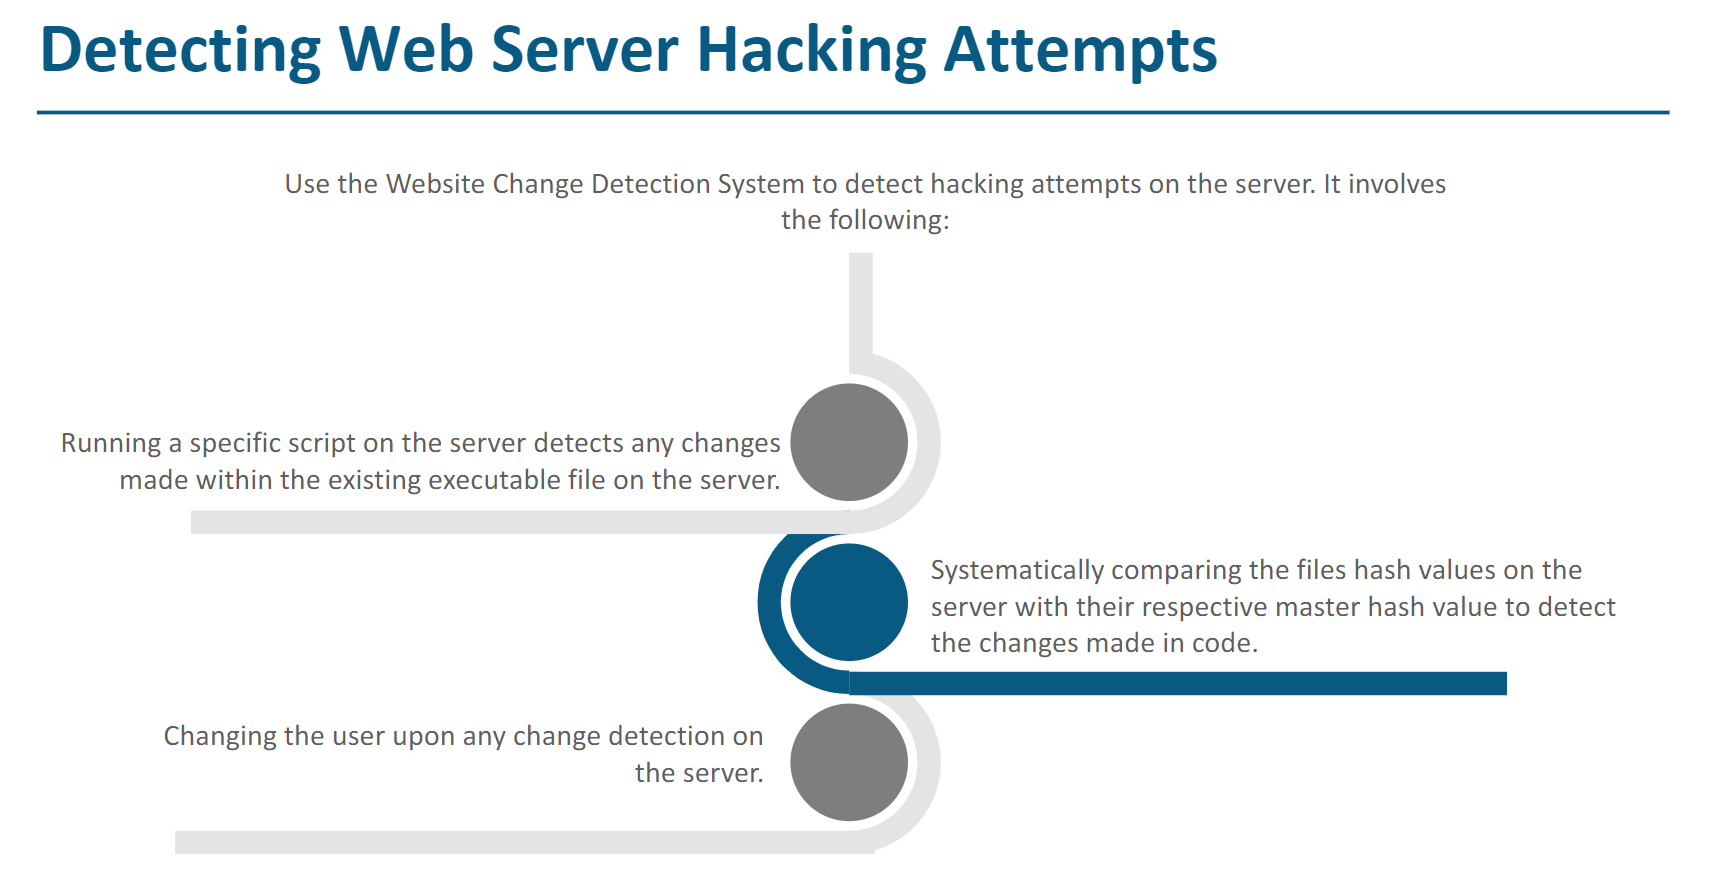 Detecting Web Server Hacking Attempts
Use the Website Change Detection System to detect hacking attempts on the server. It involves
the following:
Running a specific script on the server detects any changes
made within the existing executable file on the server.
Systematically comparing the files hash values on the
server with their respective master hash value to detect
the changes made in code.
Changing the user upon any change detection on
the server.